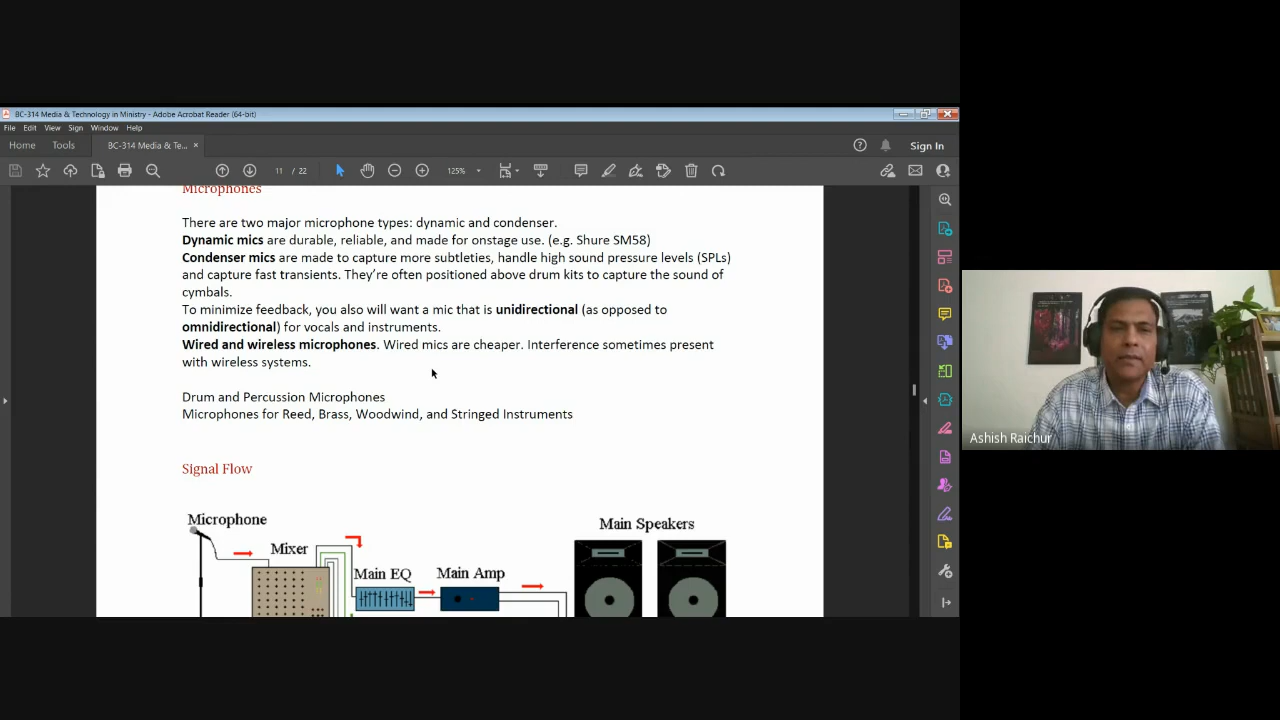 BC-314 Media & Technology in Ministry - Adobe Acrobat Reader (64-bit)
File Edit View Sign Window Help
Home Tools BC-314 Media & Te... × Sign In
11 / 22 125%
Microphones
There are two major microphone types: dynamic and condenser.
Dynamic mics are durable, reliable, and made for onstage use. (e.g. Shure SM58)
Condenser mics are made to capture more subtleties, handle high sound pressure levels (SPLs)
and capture fast transients. They’re often positioned above drum kits to capture the sound of
cymbals.
To minimize feedback, you also will want a mic that is unidirectional (as opposed to
omnidirectional) for vocals and instruments.
Wired and wireless microphones. Wired mics are cheaper. Interference sometimes present
with wireless systems.
Drum and Percussion Microphones
Microphones for Reed, Brass, Woodwind, and Stringed Instruments
Signal Flow
Microphone
Main Speakers
Mixer
Main EQ
Main Amp
Ashish Raichur